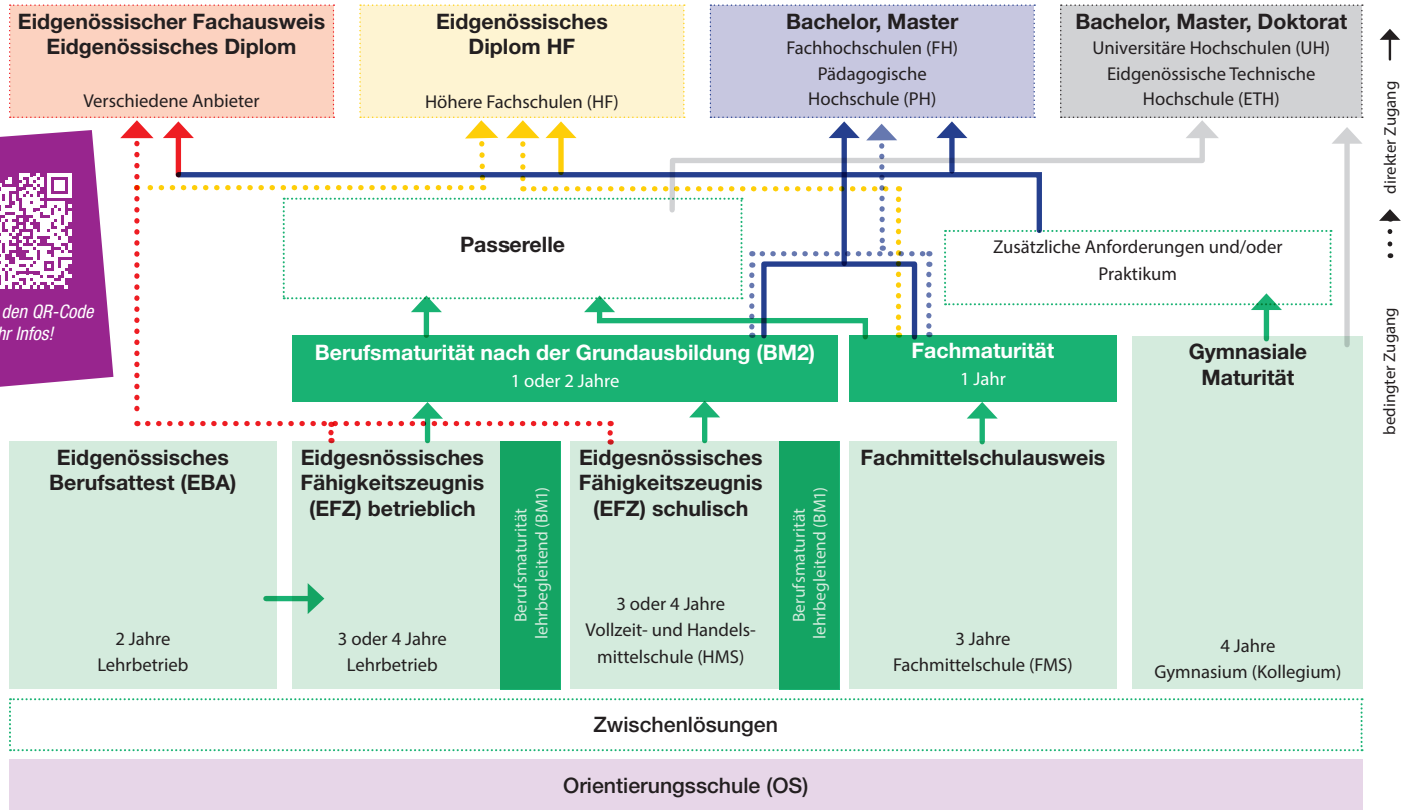 Eidgenössischer Fachausweis
Eidgenössisches Diplom
Verschiedene Anbieter
Eidgenössisches
Diplom HF
Höhere Fachschulen (HF)
Bachelor, Master
Fachhochschulen (FH)
Pädagogische
Hochschule (PH)
Bachelor, Master, Doktorat
Universitäre Hochschulen (UH)
Eidgenössische Technische
Hochschule (ETH)
direkter Zugang
bedingter Zugang
den QR-Code
hr Infos!
Passerelle
Zusätzliche Anforderungen und/oder
Praktikum
Berufsmaturität nach der Grundausbildung (BM2)
1 oder 2 Jahre
Fachmaturität
1 Jahr
Gymnasiale
Maturität
4 Jahre
Gymnasium (Kollegium)
Eidgenössisches
Berufsattest (EBA)
2 Jahre
Lehrbetrieb
Eidgesnössisches
Fähigkeitszeugnis
(EFZ) betrieblich
3 oder 4 Jahre
Lehrbetrieb
Berufsmaturität
lehrbegleitend (BM1)
Eidgesnössisches
Fähigkeitszeugnis
(EFZ) schulisch
3 oder 4 Jahre
Vollzeit- und Handels-
mittelschule (HMS)
Berufsmaturität
lehrbegleitend (BM1)
Fachmittelschulausweis
3 Jahre
Fachmittelschule (FMS)
Zwischenlösungen
Orientierungsschule (OS)